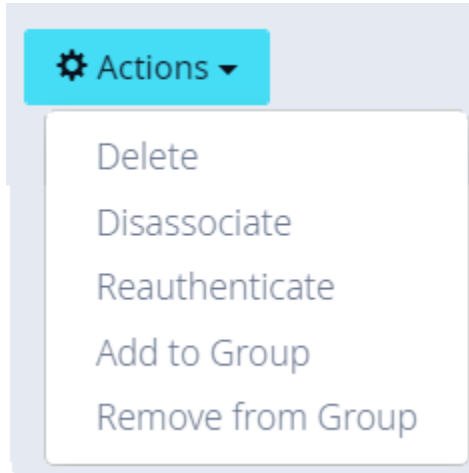 Actions
Delete
Disassociate
Reauthenticate
Add to Group
Remove from Group